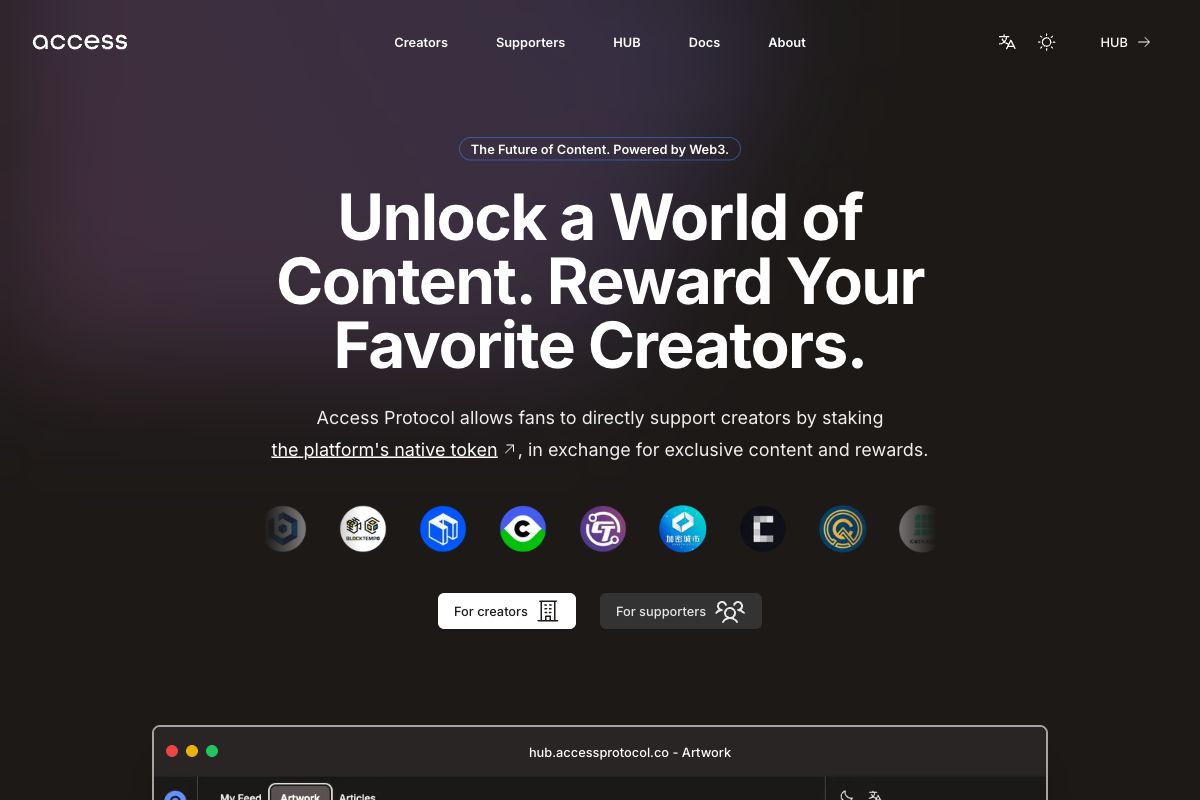 access
Creators
Supporters
HUB
Docs
About
HUB
The Future of Content. Powered by Web3.
Unlock a World of
Content. Reward Your
Favorite Creators.
Access Protocol allows fans to directly support creators by staking
the platform's native token, in exchange for exclusive content and rewards.
BLOCKTEMPO
加密城市
For creators
For supporters
hub.accessprotocol.co - Artwork
My Feed
Artwork
Articles